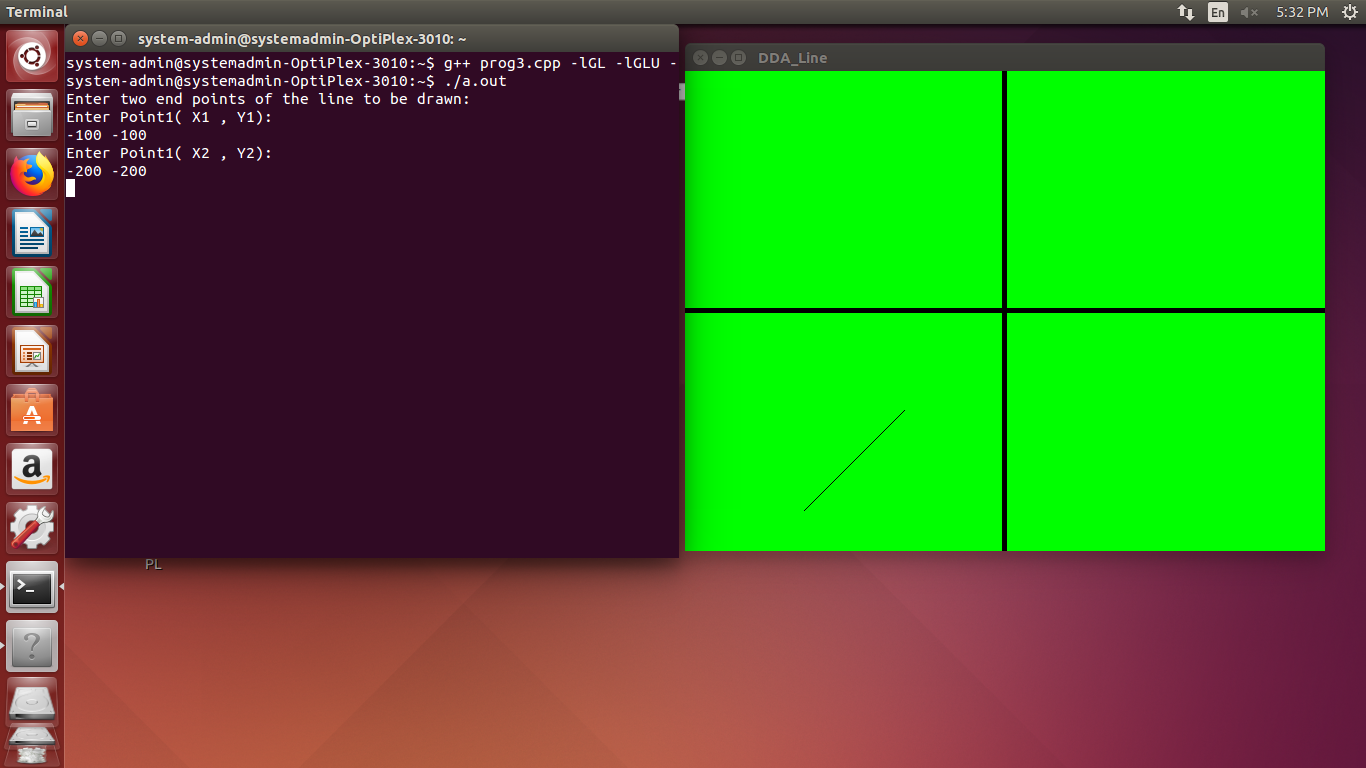 Terminal
En
5:32 PM
system-admin@systemadmin-OptiPlex-3010: ~
system-admin@systemadmin-OptiPlex-3010:~$ g++ prog3.cpp -lGL -lGLU -
system-admin@systemadmin-OptiPlex-3010:~$ ./a.out
Enter two end points of the line to be drawn:
Enter Point1( X1 , Y1):
-100 -100
Enter Point1( X2 , Y2):
-200 -200
DDA_Line
PL